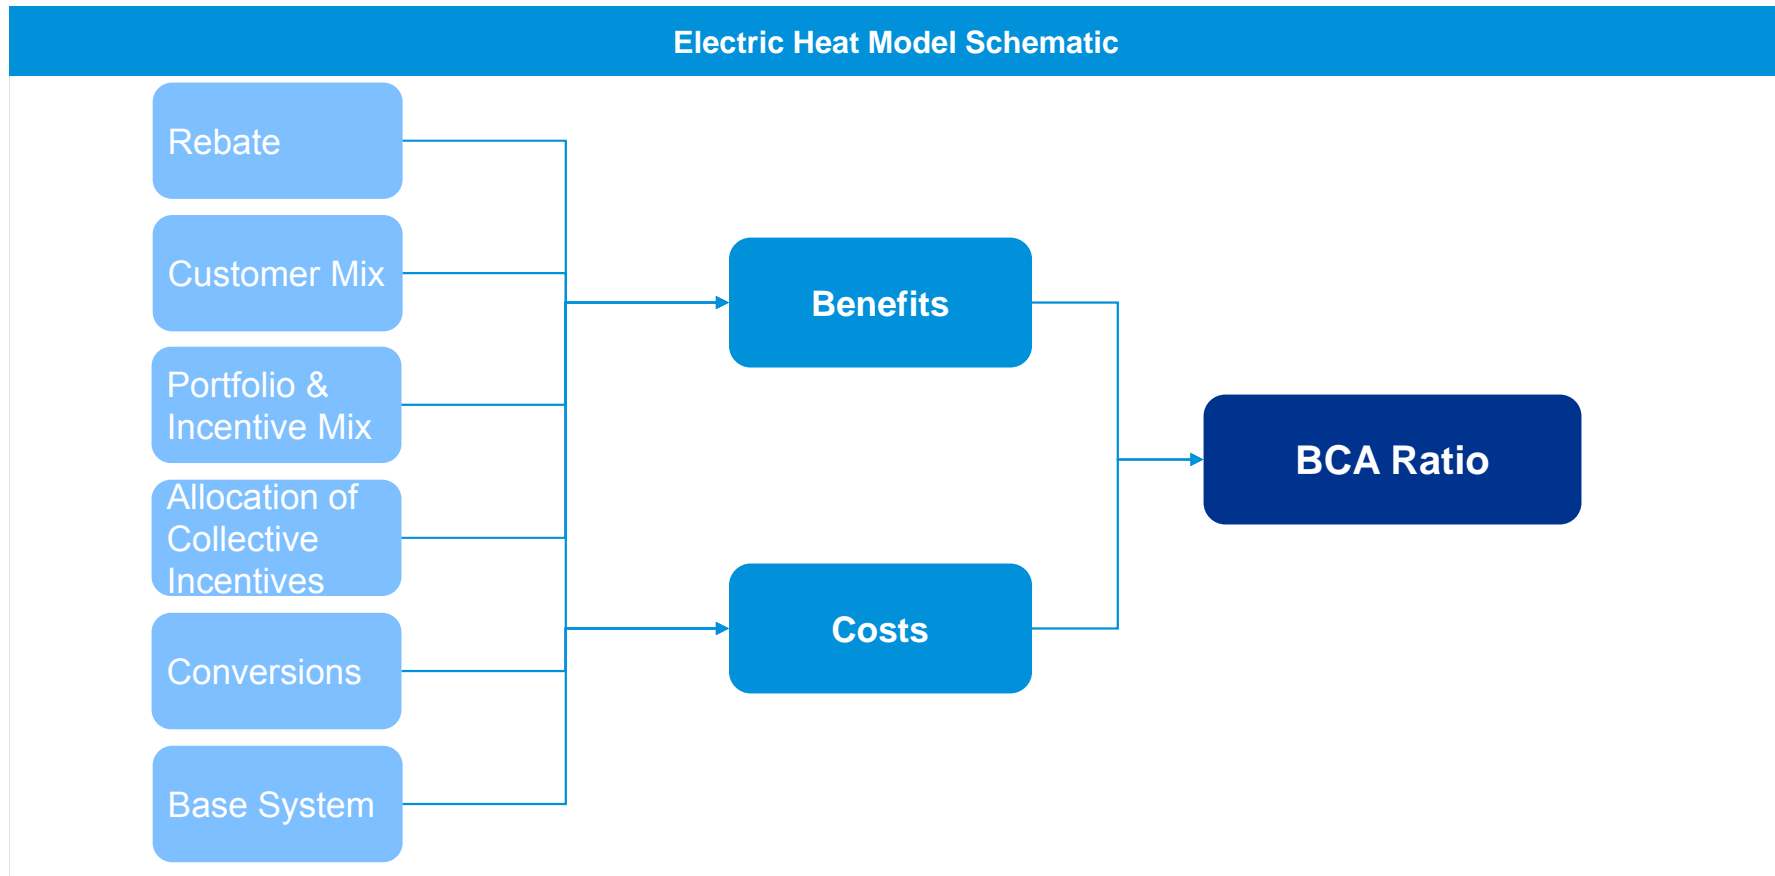 Electric Heat Model Schematic
Rebate
Customer Mix
Portfolio &
Incentive Mix
Allocation of
Collective
Incentives
Conversions
Base System
Benefits
Costs
BCA Ratio